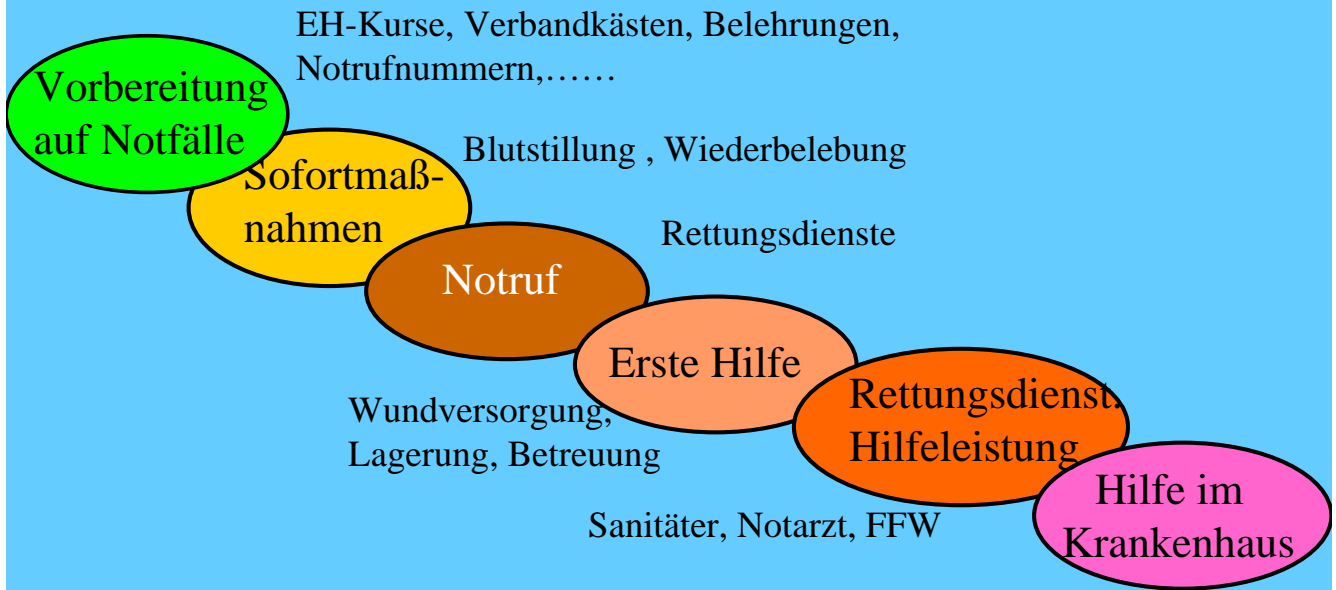 EH-Kurse, Verbandkästen, Belehrungen,
Notrufnummern,......
Vorbereitung
auf Notfälle
Blutstillung , Wiederbelebung
Sofortmaß-
nahmen
Rettungsdienste
Notruf
Erste Hilfe
Wundversorgung,
Lagerung, Betreuung
Rettungsdienst.
Hilfeleistung
Sanitäter, Notarzt, FFW
Hilfe im
Krankenhaus